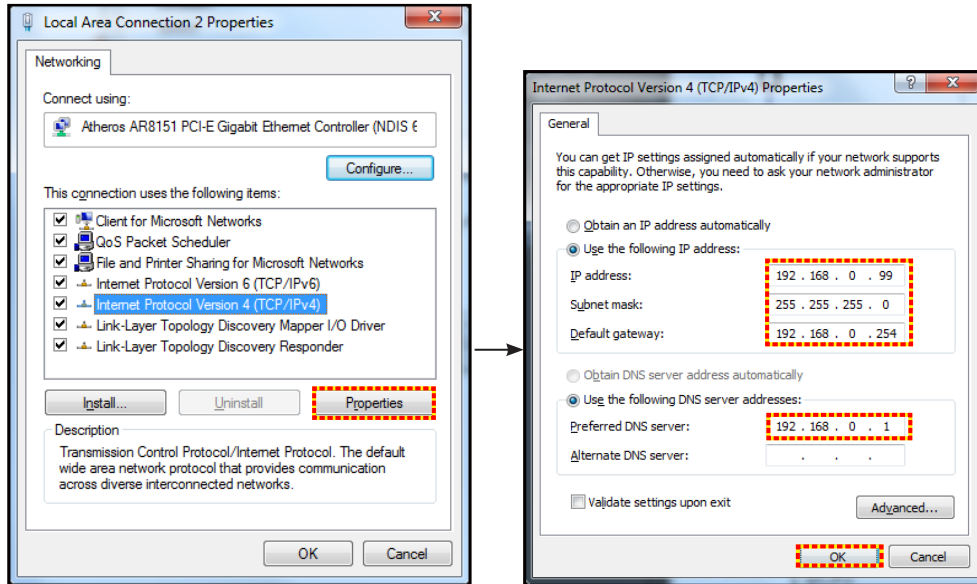 Local Area Connection 2 Properties
Networking
Connect using:
Atheros AR8151 PCI-E Gigabit Ethernet Controller (NDIS 6
Configure...
This connection uses the following items:
Client for Microsoft Networks
QoS Packet Scheduler
File and Printer Sharing for Microsoft Networks
Internet Protocol Version 6 (TCP/IPv6)
Internet Protocol Version 4 (TCP/IPv4)
Link-Layer Topology Discovery Mapper I/O Driver
Link-Layer Topology Discovery Responder
Install...
Uninstall
Properties
Description
Transmission Control Protocol/Internet Protocol. The default
wide area network protocol that provides communication
across diverse interconnected networks.
OK
Cancel
Internet Protocol Version 4 (TCP/IPv4) Properties
General
You can get IP settings assigned automatically if your network supports
this capability. Otherwise, you need to ask your network administrator
for the appropriate IP settings.
Obtain an IP address automatically
Use the following IP address:
IP address: 192 . 168 . 0 . 99
Subnet mask: 255 . 255 . 255 . 0
Default gateway: 192 . 168 . 0 . 254
Obtain DNS server address automatically
Use the following DNS server addresses:
Preferred DNS server: 192 . 168 . 0 . 1
Alternate DNS server: . . .
Validate settings upon exit
Advanced...
OK
Cancel